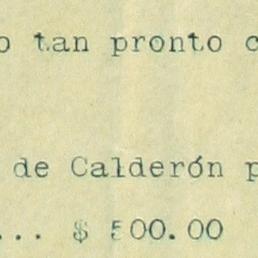 o tan pronto c
de Calderón p
... $ 500.00